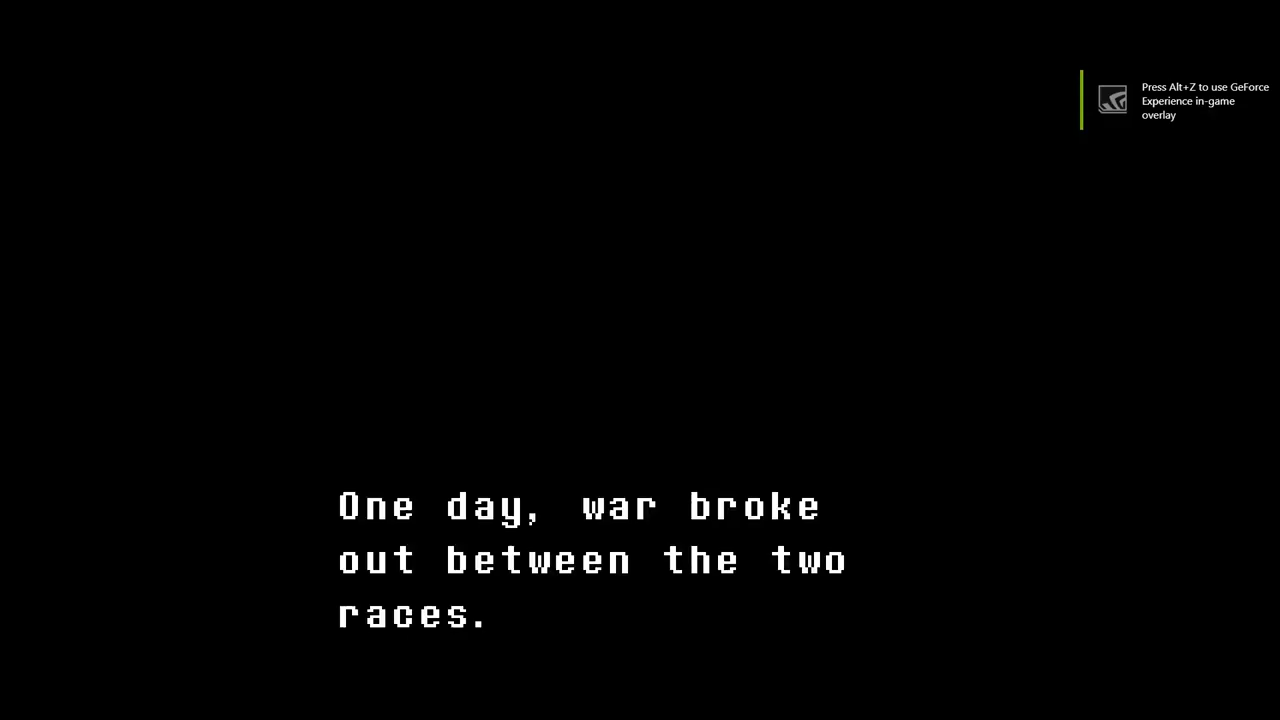 Press Alt+Z to use GeForce
Experience in-game
overlay
One day, war broke
out between the two
races.